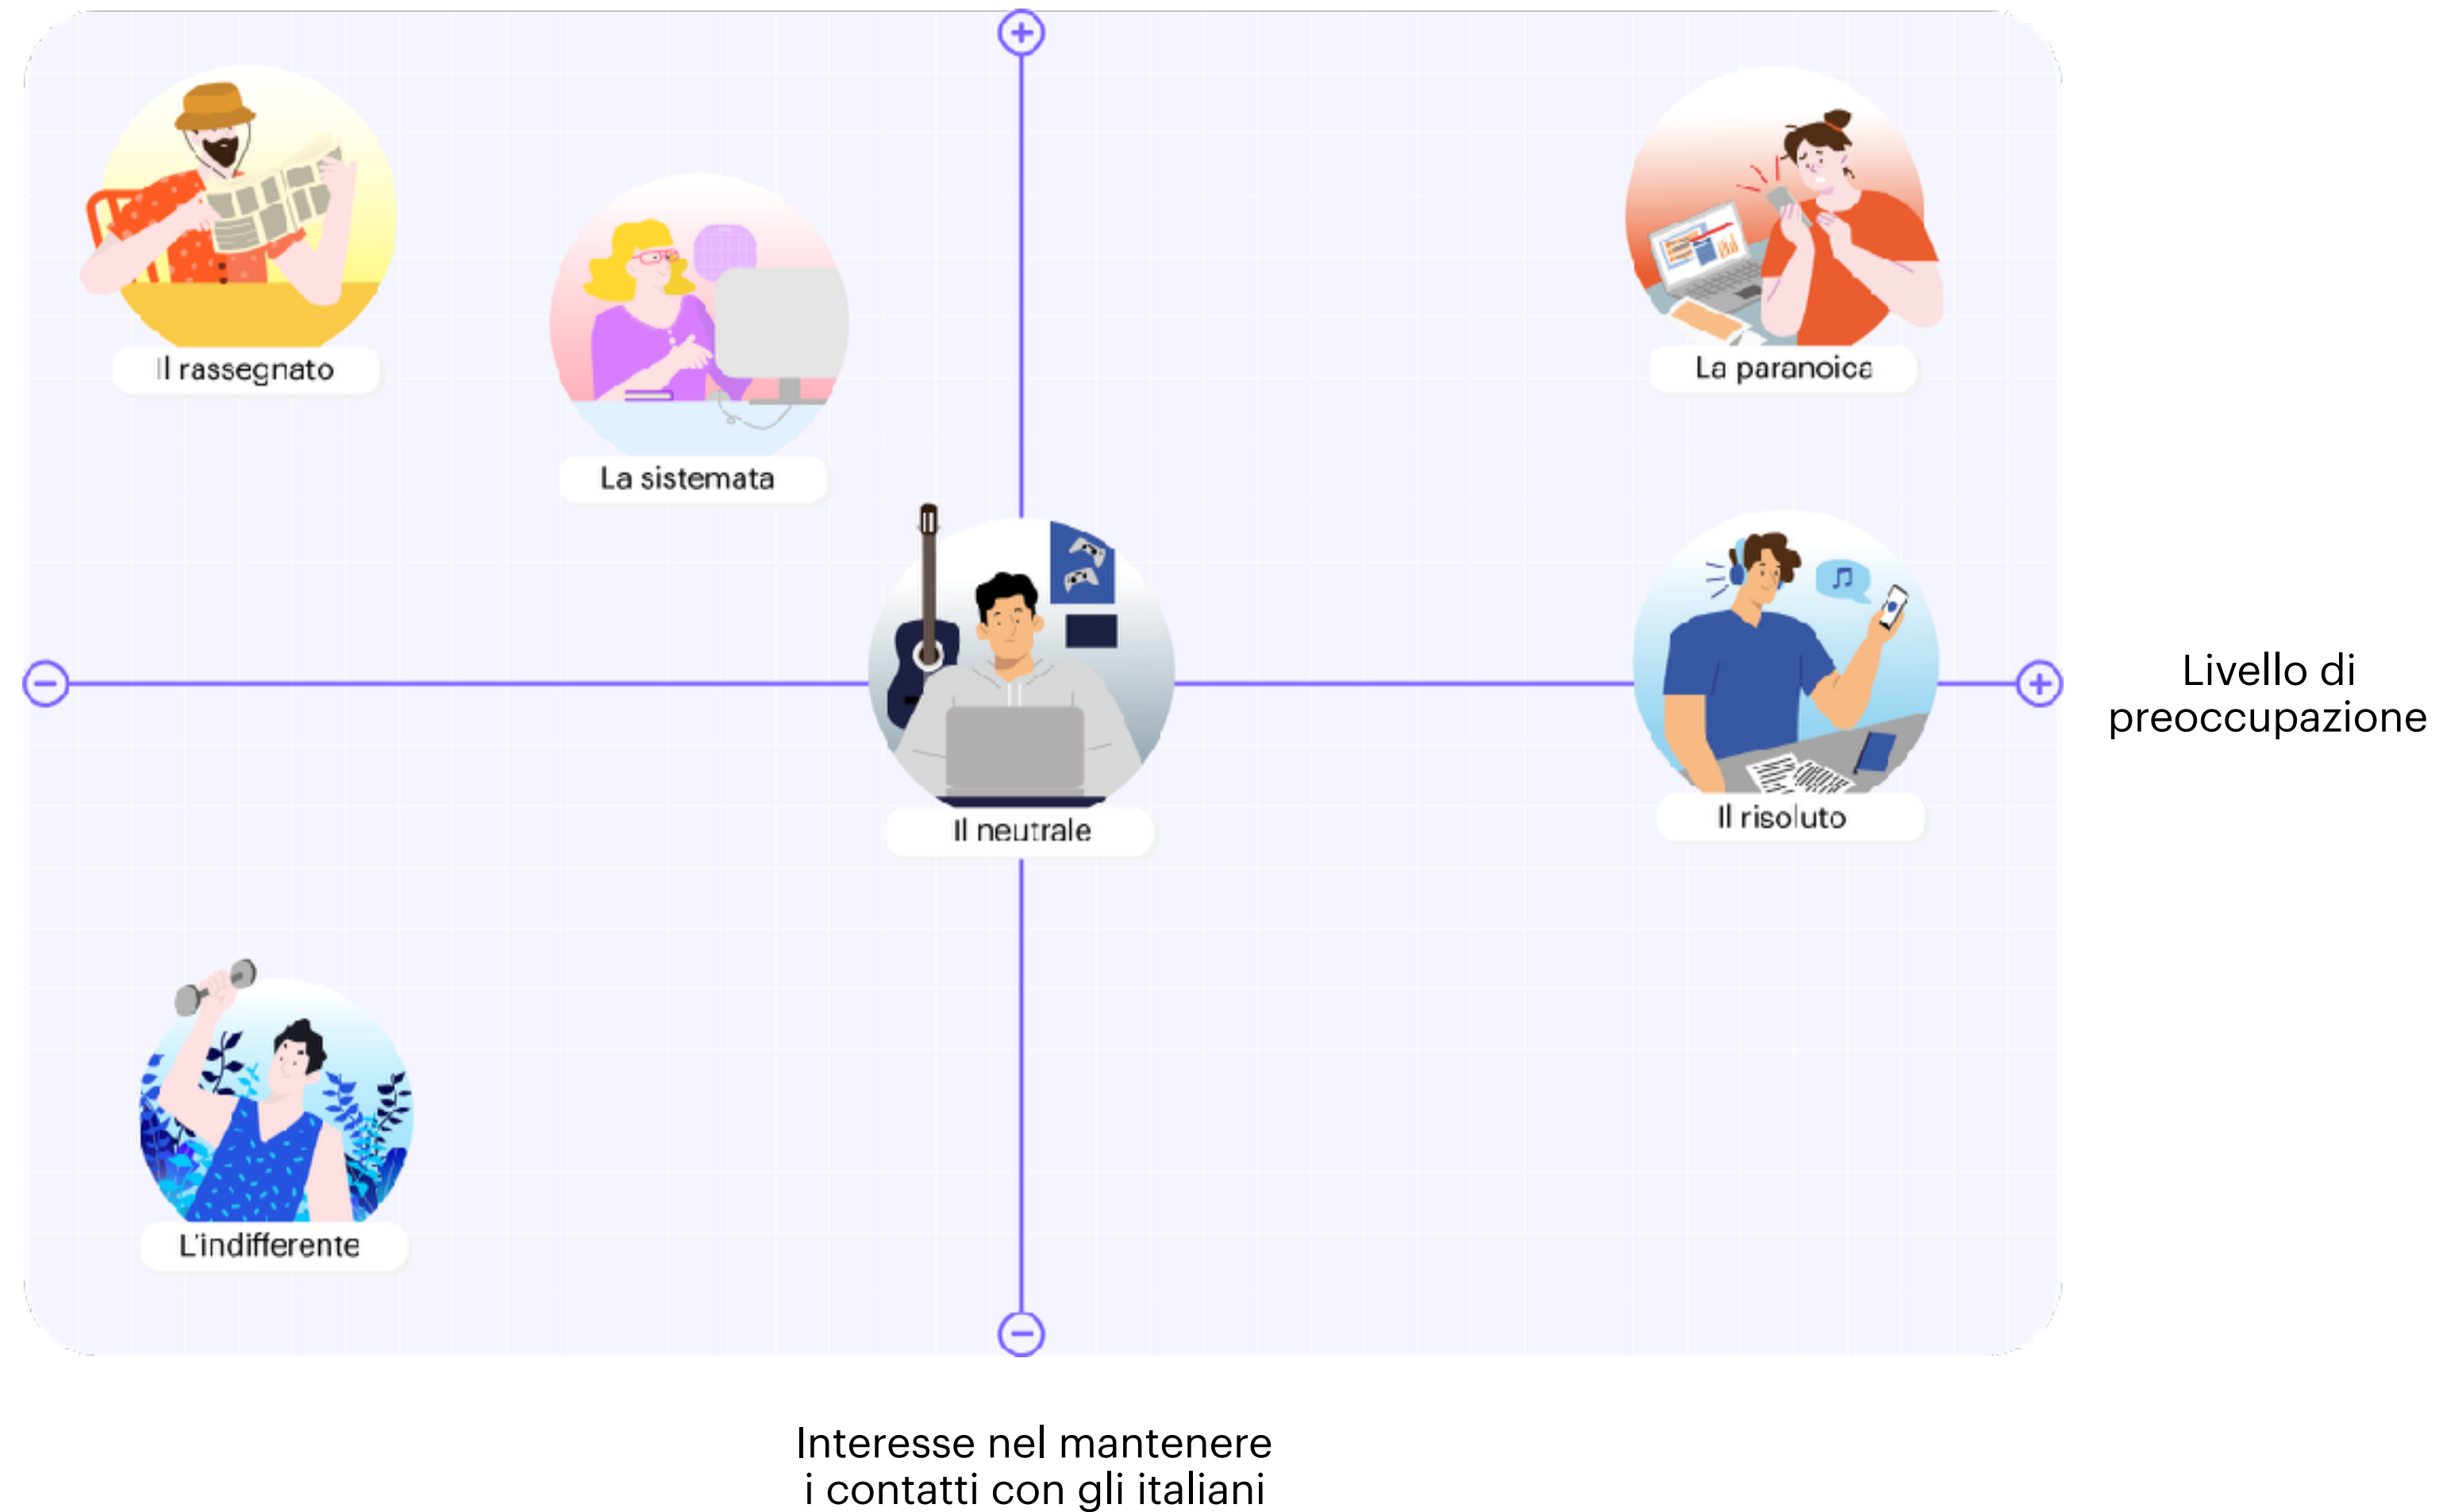 Il rassegnato
La paranoica
La sistemata
Il neutrale
Il risoluto
Livello di
preoccupazione
L'indifferente
Interesse nel mantenere
i contatti con gli italiani